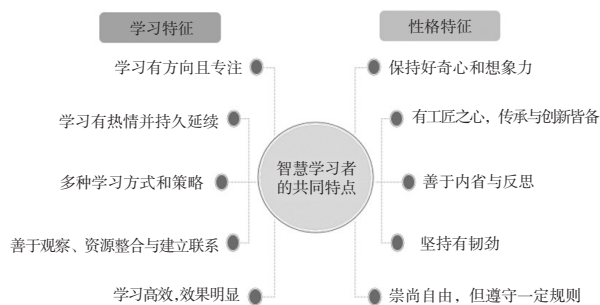 学习特征
性格特征
学习有方向且专注
保持好奇心和想象力
学习有热情并持久延续
有工匠之心，传承与创新皆备
多种学习方式和策略
智慧学习者
的共同特点
善于内省与反思
善于观察、资源整合与建立联系
坚持有韧劲
学习高效,效果明显
崇尚自由，但遵守一定规则